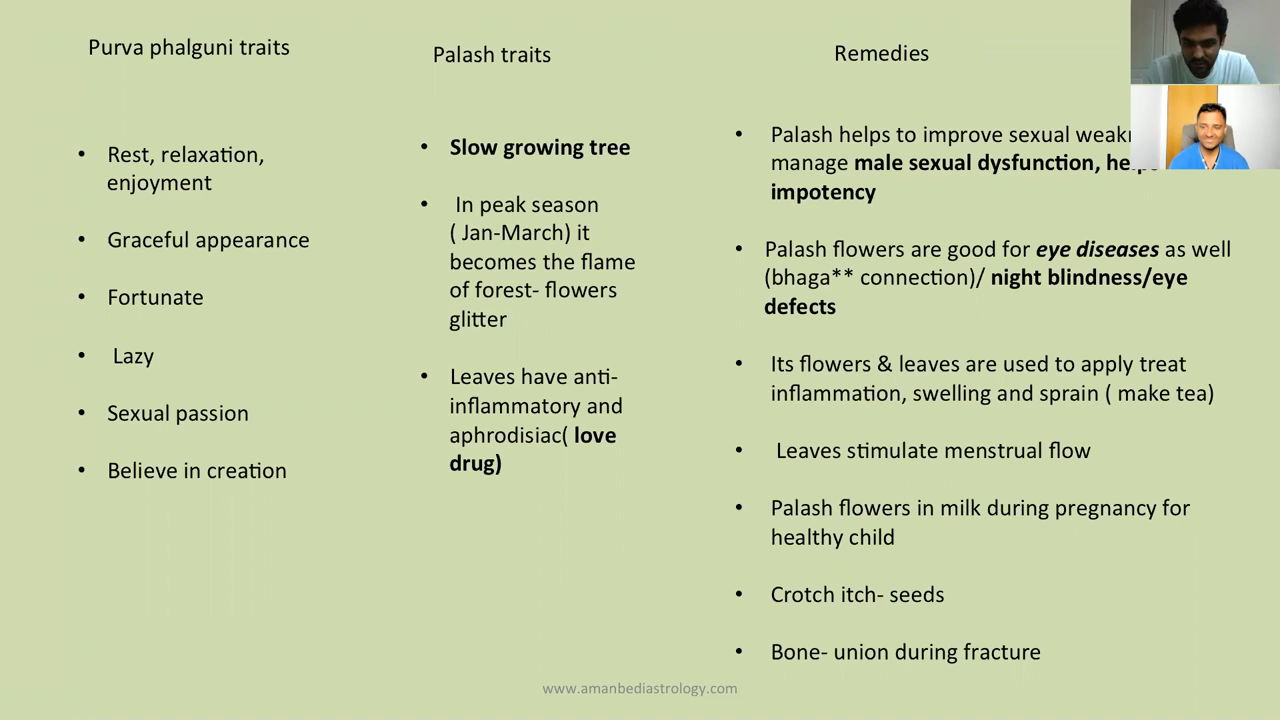 Purva phalguni traits
• Rest, relaxation,
enjoyment
• Graceful appearance
• Fortunate
• Lazy
• Sexual passion
• Believe in creation
Palash traits
• Slow growing tree
• In peak season
( Jan-March) it
becomes the flame
of forest- flowers
glitter
• Leaves have anti-
inflammatory and
aphrodisiac( love
drug)
Remedies
• Palash helps to improve sexual
manage male sexual dysfunction,
impotency
• Palash flowers are good for eye diseases as well
(bhaga** connection)/ night blindness/eye
defects
• Its flowers & leaves are used to apply treat
inflammation, swelling and sprain ( make tea)
• Leaves stimulate menstrual flow
• Palash flowers in milk during pregnancy for
healthy child
• Crotch itch- seeds
• Bone- union during fracture
www.amanbediastrology.com